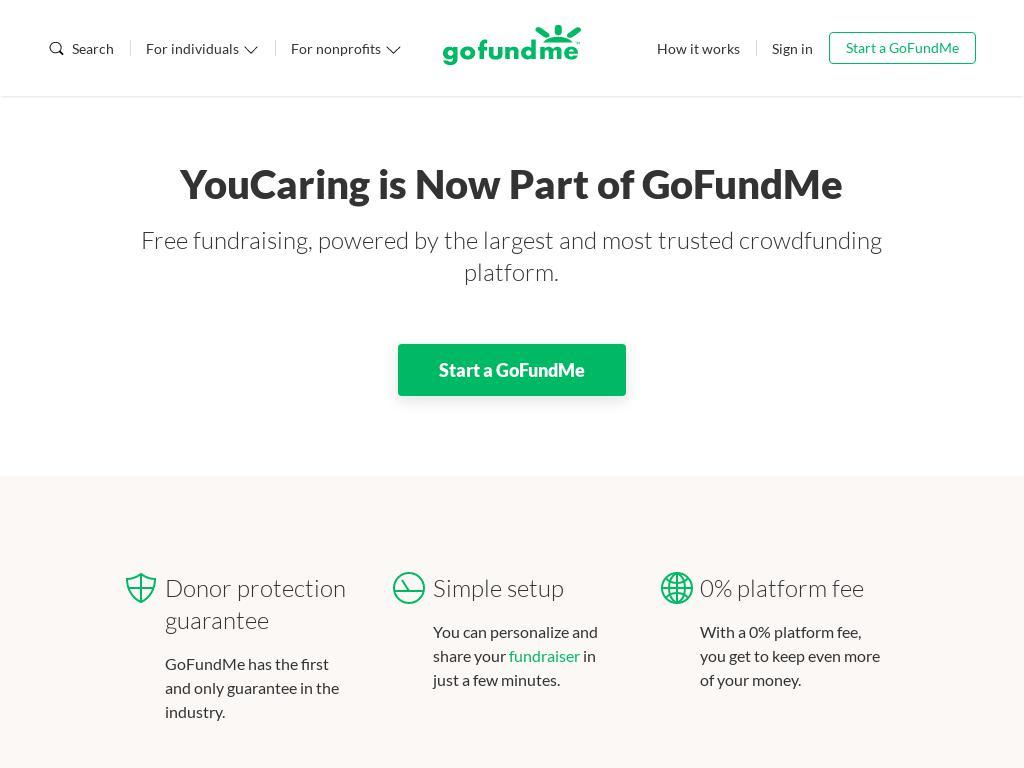 Search
For individuals
For nonprofits
gofundme™
How it works
Sign in
Start a GoFundMe
YouCaring is Now Part of GoFundMe
Free fundraising, powered by the largest and most trusted crowdfunding
platform.
Start a GoFundMe
Donor protection
guarantee
GoFundMe has the first
and only guarantee in the
industry.
Simple setup
You can personalize and
share your fundraiser in
just a few minutes.
0% platform fee
With a 0% platform fee,
you get to keep even more
of your money.